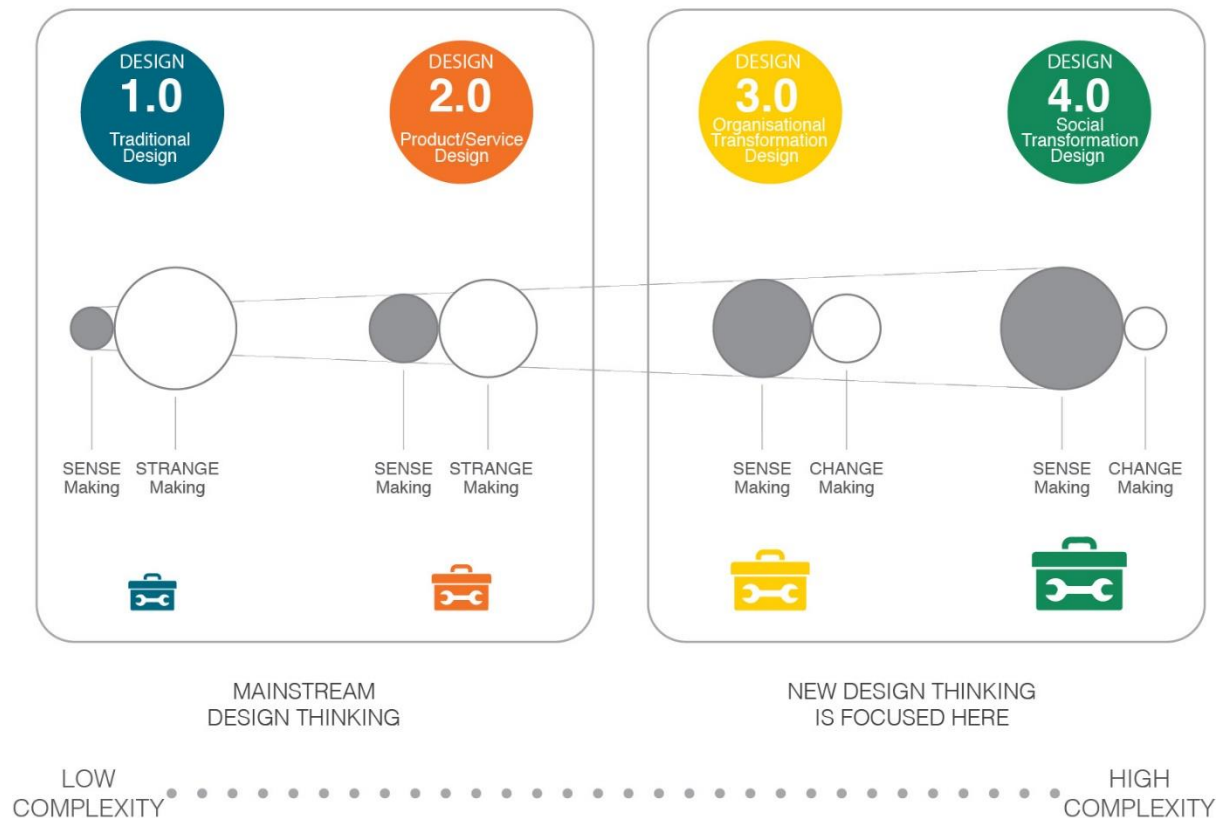 DESIGN
1.0
Traditional
Design
DESIGN
2.0
Product/Service
Design
DESIGN
3.0
Organisational
Transformation
Design
DESIGN
4.0
Social
Transformation
Design
SENSE
Making
STRANGE
Making
SENSE
Making
STRANGE
Making
SENSE
Making
CHANGE
Making
SENSE
Making
CHANGE
Making
MAINSTREAM
DESIGN THINKING
NEW DESIGN THINKING
IS FOCUSED HERE
LOW
COMPLEXITY
HIGH
COMPLEXITY